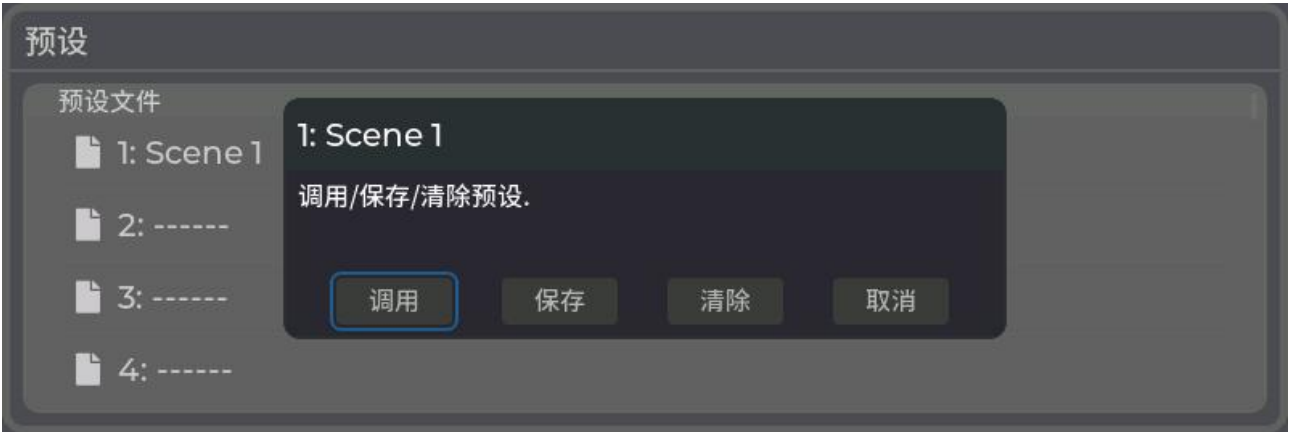 预设
预设文件
1: Scene 1
2: ------
3: ------
4: ------
1: Scene 1
调用/保存/清除预设.
调用 保存 清除 取消